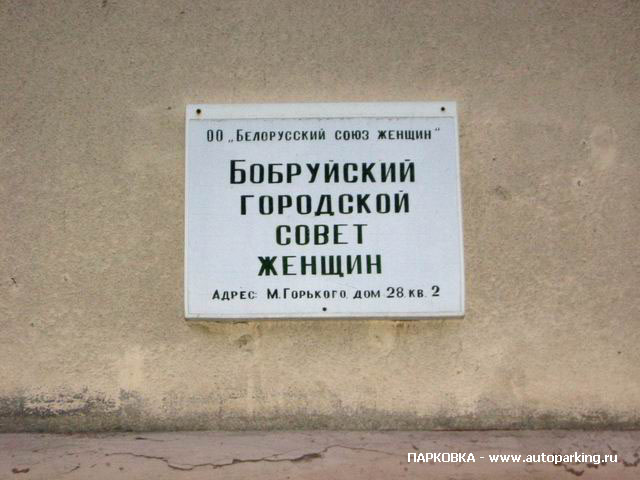 ОО „Белорусский союз женщин"
Бобруйский
городской
совет
женщин
Адрес: М. Горького, дом 28, кв. 2
ПАРКОВКА - www.autoparking.ru